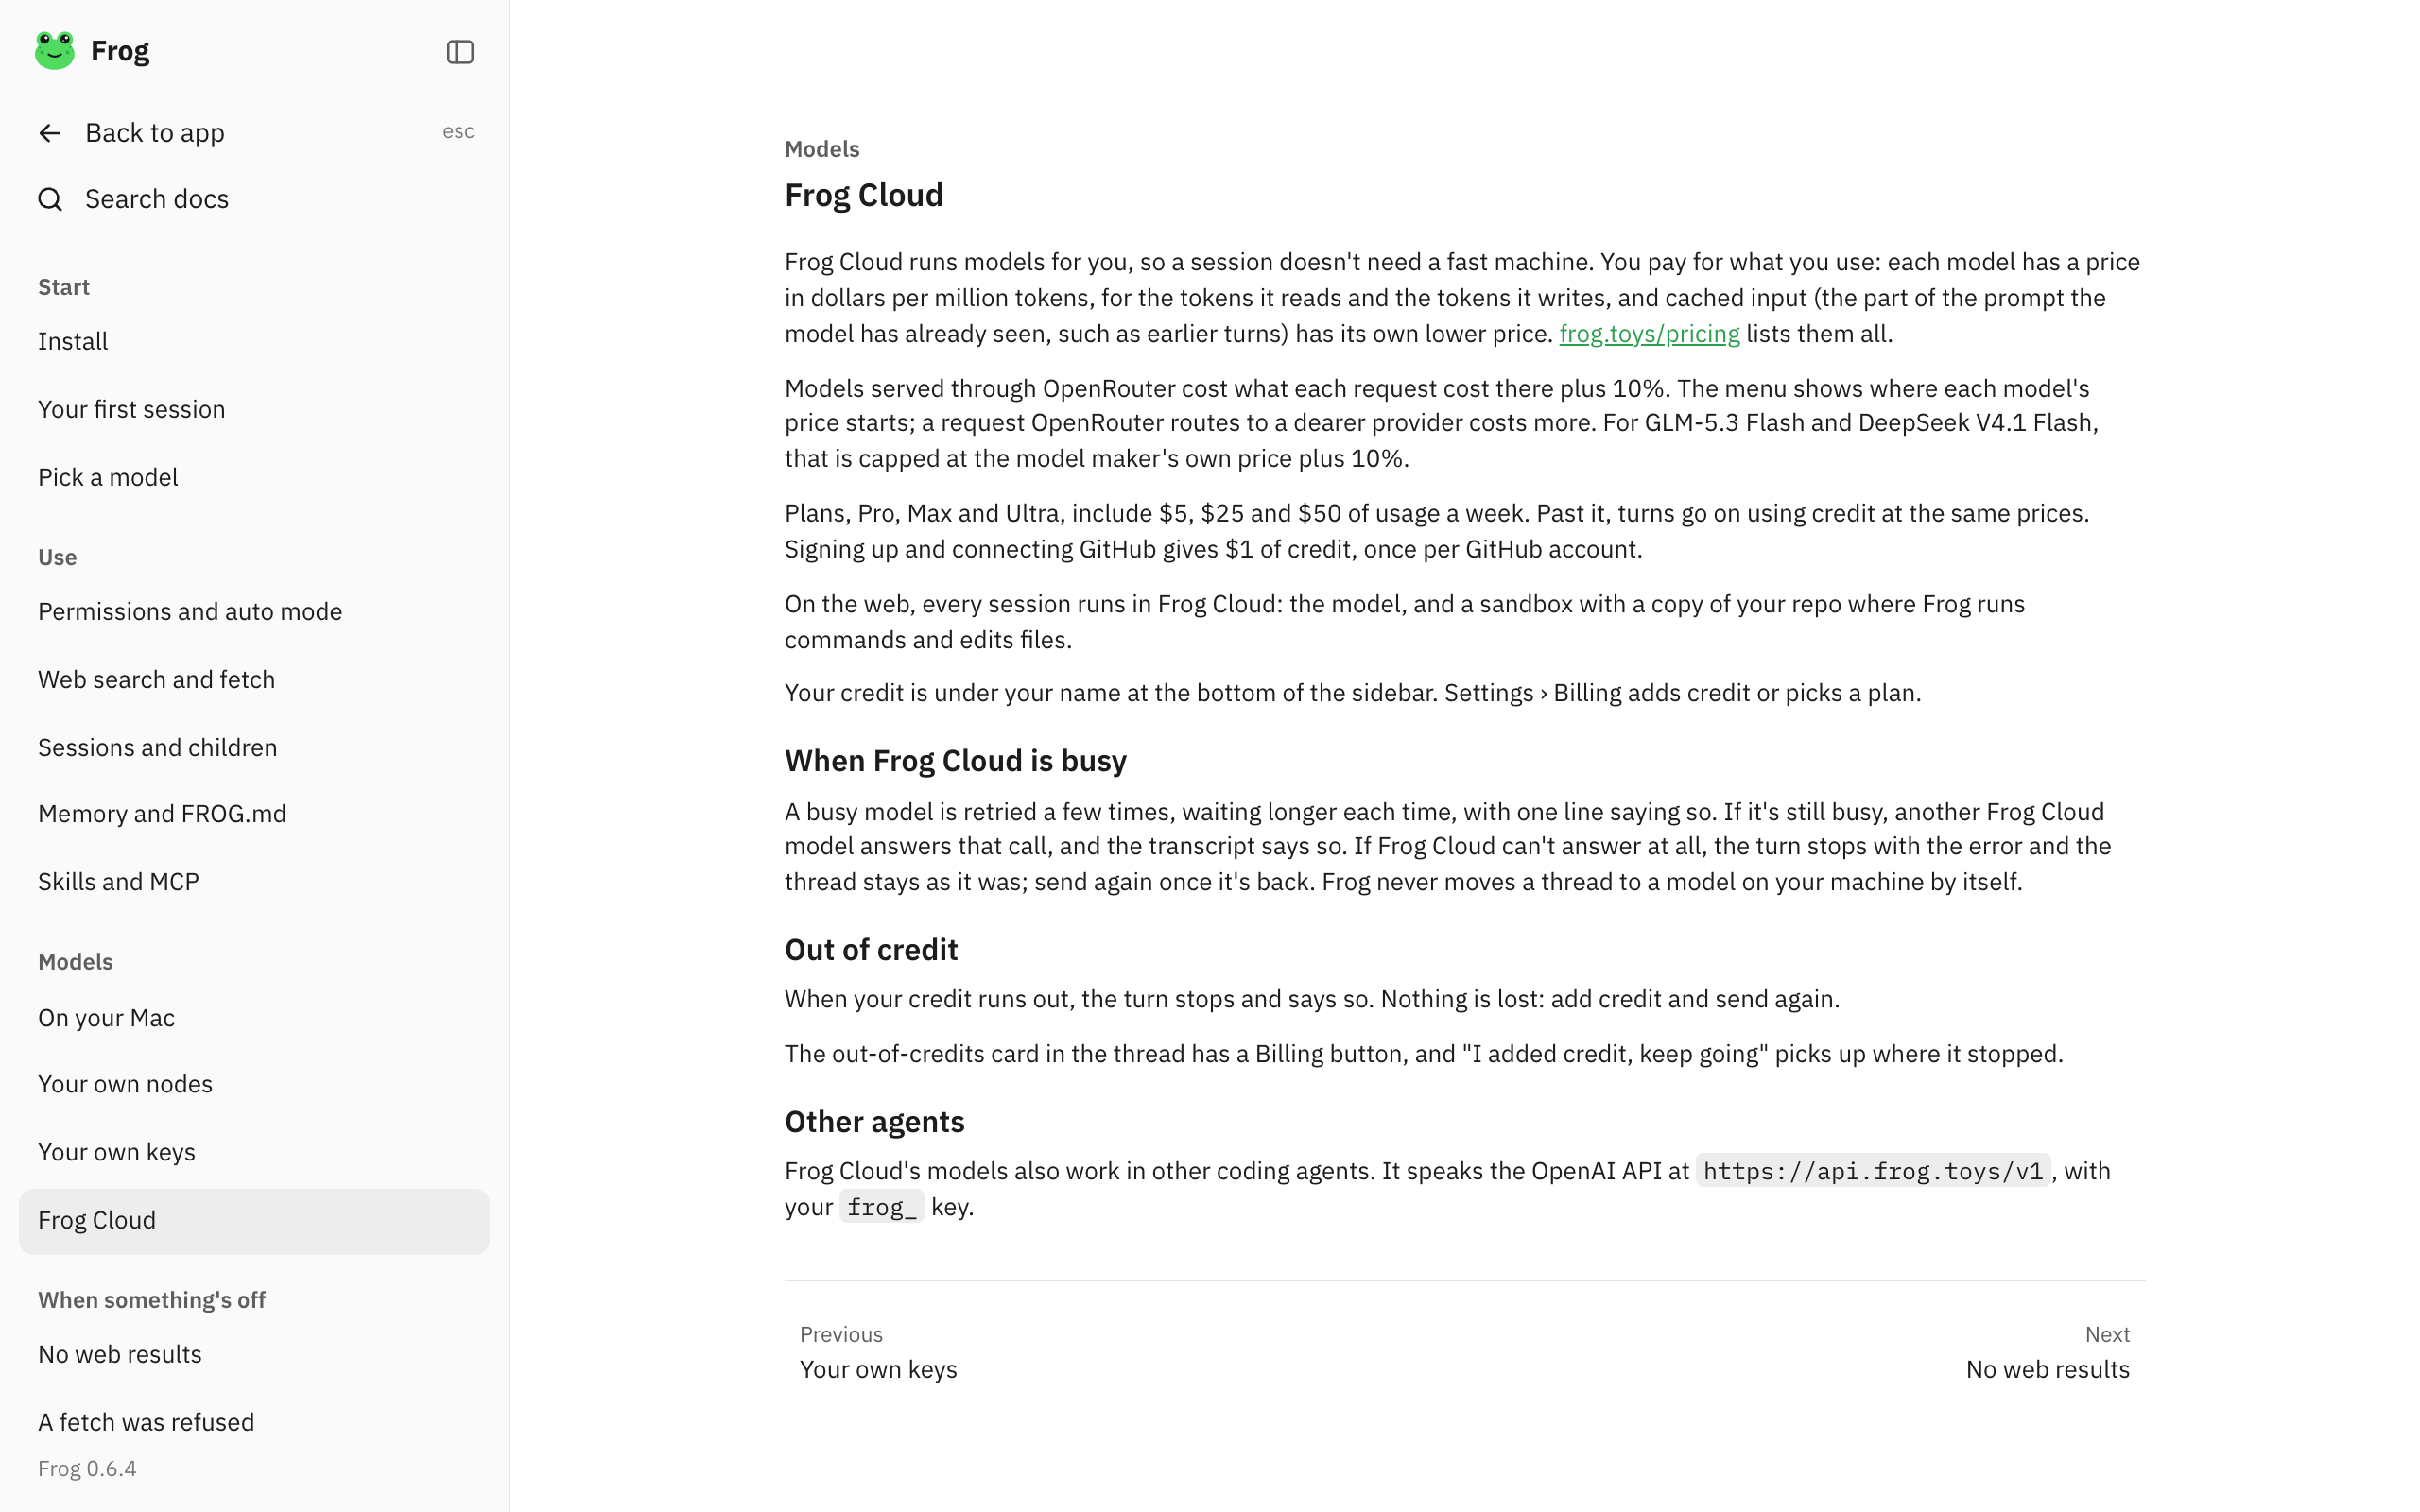 Frog
Back to app
esc
Search docs
Start
Install
Your first session
Pick a model
Use
Permissions and auto mode
Web search and fetch
Sessions and children
Memory and FROG.md
Skills and MCP
Models
On your Mac
Your own nodes
Your own keys
Frog Cloud
When something's off
No web results
A fetch was refused
Frog 0.6.4
Models
Frog Cloud
Frog Cloud runs models for you, so a session doesn't need a fast machine. You pay for what you use: each model has a price
in dollars per million tokens, for the tokens it reads and the tokens it writes, and cached input (the part of the prompt the
model has already seen, such as earlier turns) has its own lower price. frog.toys/pricing lists them all.
Models served through OpenRouter cost what each request cost there plus 10%. The menu shows where each model's
price starts; a request OpenRouter routes to a dearer provider costs more. For GLM-5.3 Flash and DeepSeek V4.1 Flash,
that is capped at the model maker's own price plus 10%.
Plans, Pro, Max and Ultra, include $5, $25 and $50 of usage a week. Past it, turns go on using credit at the same prices.
Signing up and connecting GitHub gives $1 of credit, once per GitHub account.
On the web, every session runs in Frog Cloud: the model, and a sandbox with a copy of your repo where Frog runs
commands and edits files.
Your credit is under your name at the bottom of the sidebar. Settings › Billing adds credit or picks a plan.
When Frog Cloud is busy
A busy model is retried a few times, waiting longer each time, with one line saying so. If it's still busy, another Frog Cloud
model answers that call, and the transcript says so. If Frog Cloud can't answer at all, the turn stops with the error and the
thread stays as it was; send again once it's back. Frog never moves a thread to a model on your machine by itself.
Out of credit
When your credit runs out, the turn stops and says so. Nothing is lost: add credit and send again.
The out-of-credits card in the thread has a Billing button, and "I added credit, keep going" picks up where it stopped.
Other agents
Frog Cloud's models also work in other coding agents. It speaks the OpenAI API at https://api.frog.toys/v1, with
your frog_ key.
Previous
Your own keys
Next
No web results